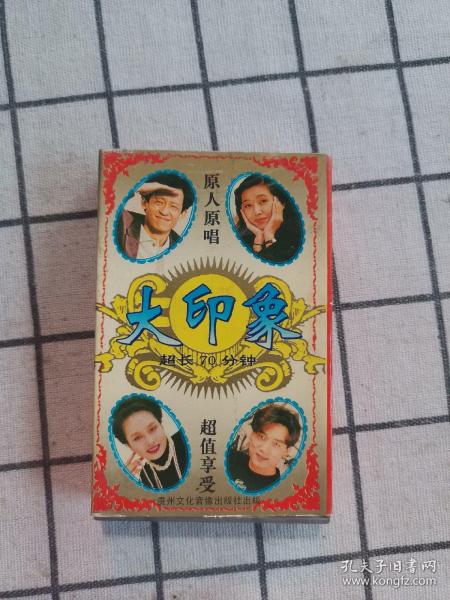 原人原唱
大印象
超长70分钟
超值享受
贵州文化音像出版社出版
孔夫子旧书网
www.kongfz.com